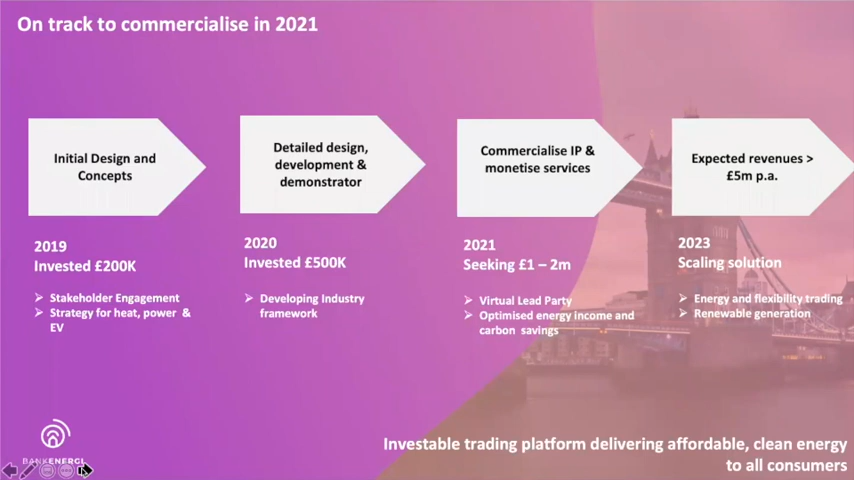 On track to commercialise in 2021
Initial Design and
Concepts
Detailed design,
development &
demonstrator
Commercialise IP &
monetise services
Expected revenues >
£5m p.a.
2019
Invested £200K
➢ Stakeholder Engagement
➢ Strategy for heat, power &
EV
2020
Invested £500K
➢ Developing Industry
framework
2021
Seeking £1 – 2m
➢ Virtual Lead Party
➢ Optimised energy income and
carbon savings
2023
Scaling solution
➢ Energy and flexibility trading
➢ Renewable generation
BANKENERGI
Investable trading platform delivering affordable, clean energy
to all consumers